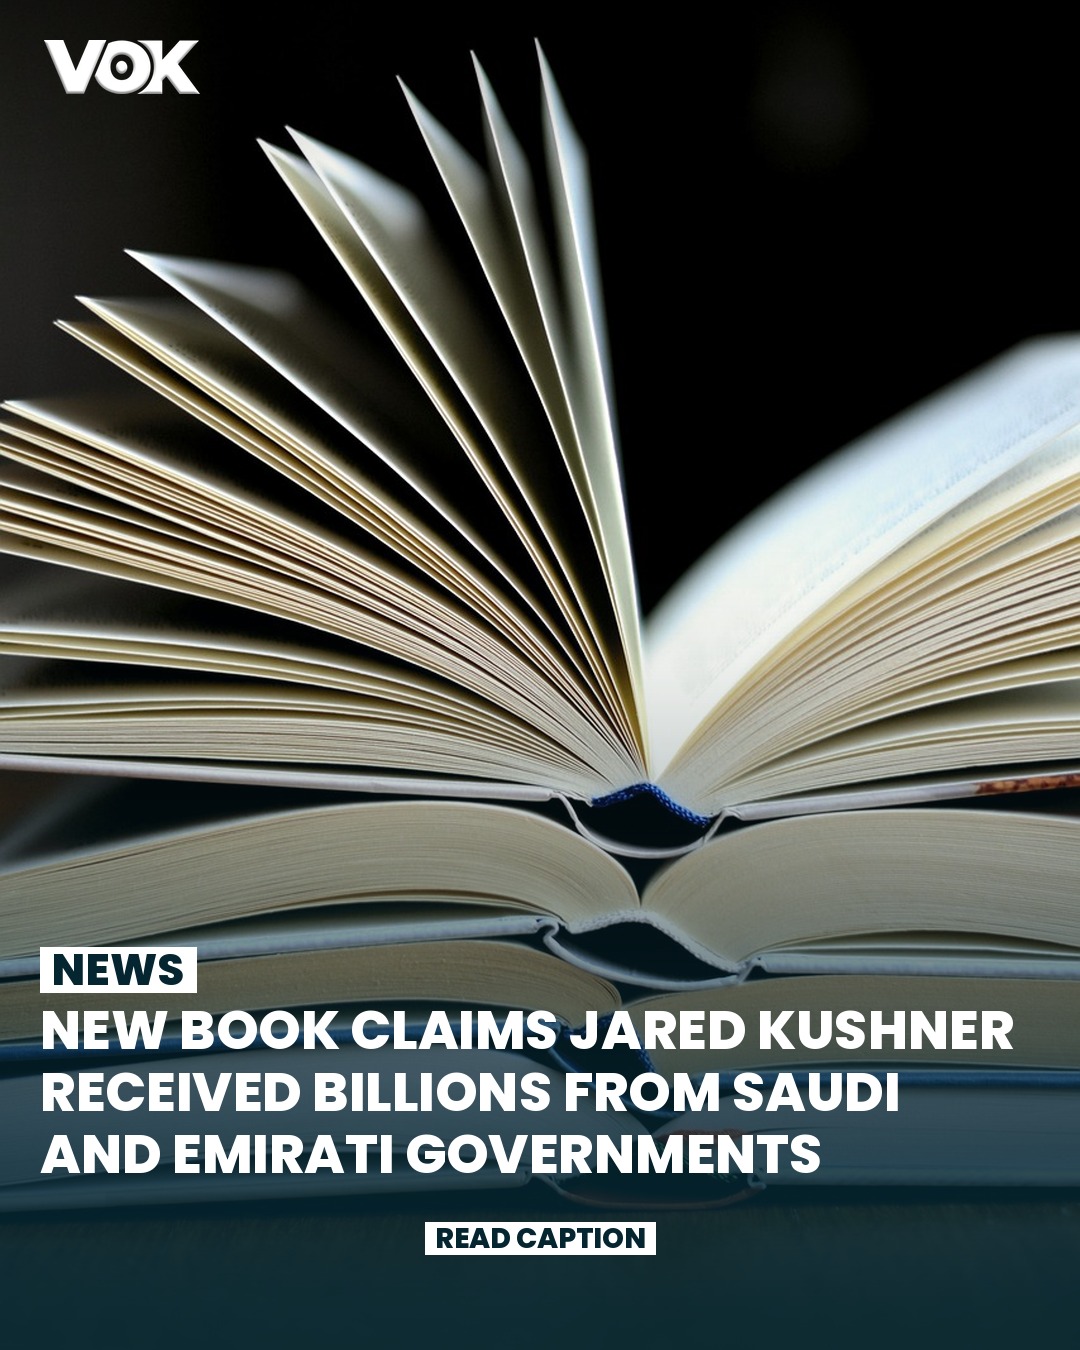 VOK
NEWS
NEW BOOK CLAIMS JARED KUSHNER
RECEIVED BILLIONS FROM SAUDI
AND EMIRATI GOVERNMENTS
READ CAPTION